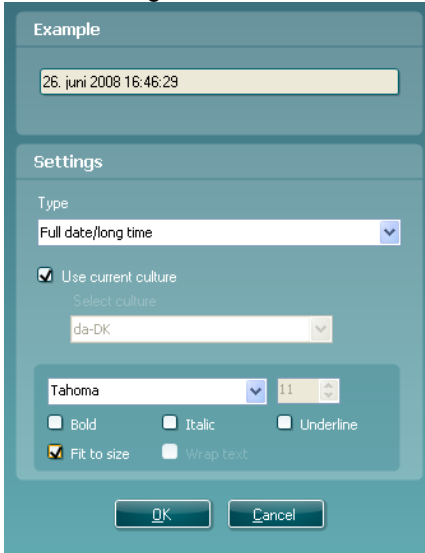 Example
26. juni 2008 16:46:29
Settings
Type
Full date/long time
Use current culture
Select culture
da-DK
Tahoma 11
Bold Italic Underline
Fit to size Wrap text
OK Cancel